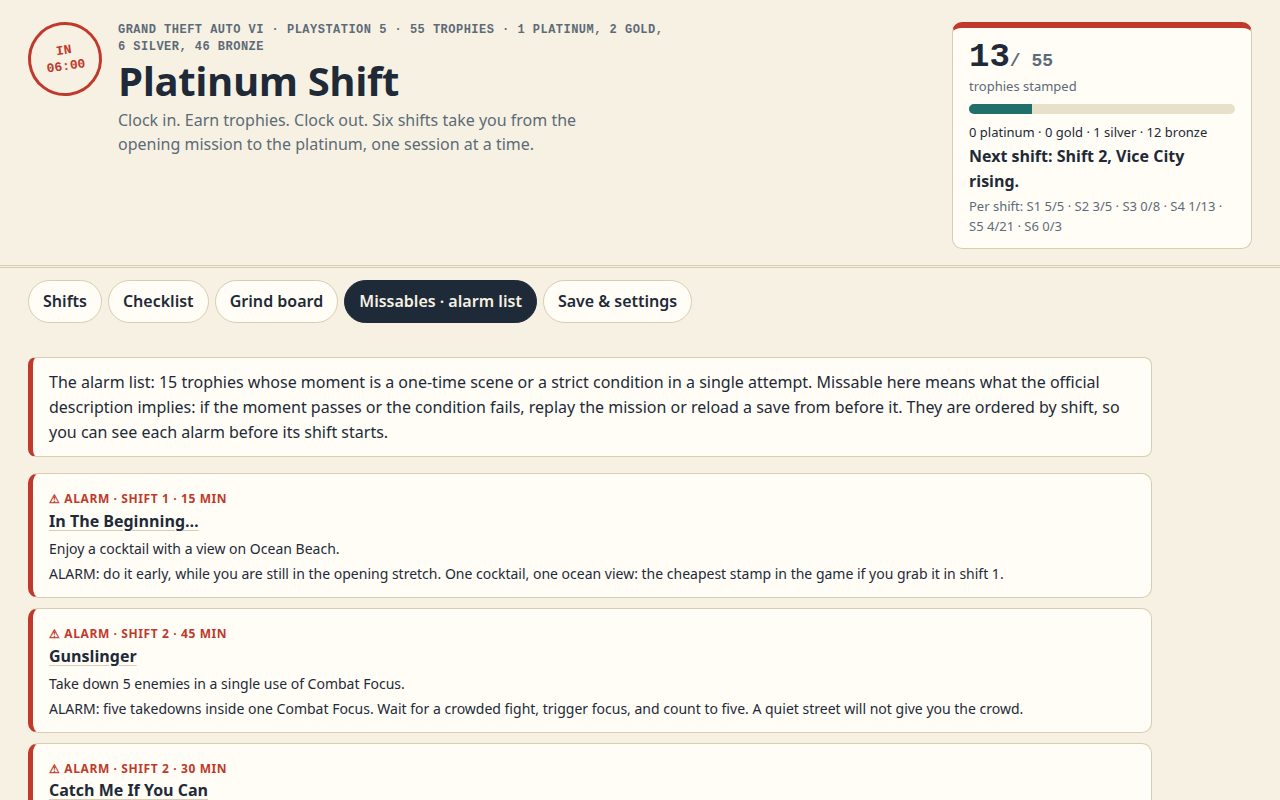 IN
06:00
GRAND THEFT AUTO VI · PLAYSTATION 5 · 55 TROPHIES · 1 PLATINUM, 2 GOLD,
6 SILVER, 46 BRONZE
Platinum Shift
Clock in. Earn trophies. Clock out. Six shifts take you from the
opening mission to the platinum, one session at a time.
13/ 55
trophies stamped
0 platinum · 0 gold · 1 silver · 12 bronze
Next shift: Shift 2, Vice City
rising.
Per shift: S1 5/5 · S2 3/5 · S3 0/8 · S4 1/13 ·
S5 4/21 · S6 0/3
Shifts
Checklist
Grind board
Missables · alarm list
Save & settings
The alarm list: 15 trophies whose moment is a one-time scene or a strict condition in a single attempt. Missable here means what the official
description implies: if the moment passes or the condition fails, replay the mission or reload a save from before it. They are ordered by shift, so
you can see each alarm before its shift starts.
⚠ ALARM · SHIFT 1 · 15 MIN
In The Beginning...
Enjoy a cocktail with a view on Ocean Beach.
ALARM: do it early, while you are still in the opening stretch. One cocktail, one ocean view: the cheapest stamp in the game if you grab it in shift 1.
⚠ ALARM · SHIFT 2 · 45 MIN
Gunslinger
Take down 5 enemies in a single use of Combat Focus.
ALARM: five takedowns inside one Combat Focus. Wait for a crowded fight, trigger focus, and count to five. A quiet street will not give you the crowd.
⚠ ALARM · SHIFT 2 · 30 MIN
Catch Me If You Can